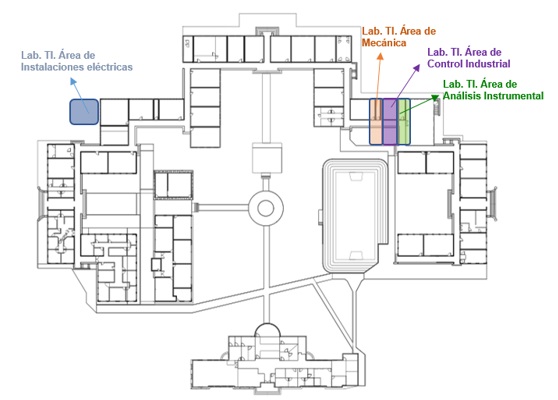 Lab. TI. Área de
Instalaciones eléctricas
Lab. TI. Área de
Mecánica
Lab. TI. Área de
Control Industrial
Lab. TI. Área de
Análisis Instrumental